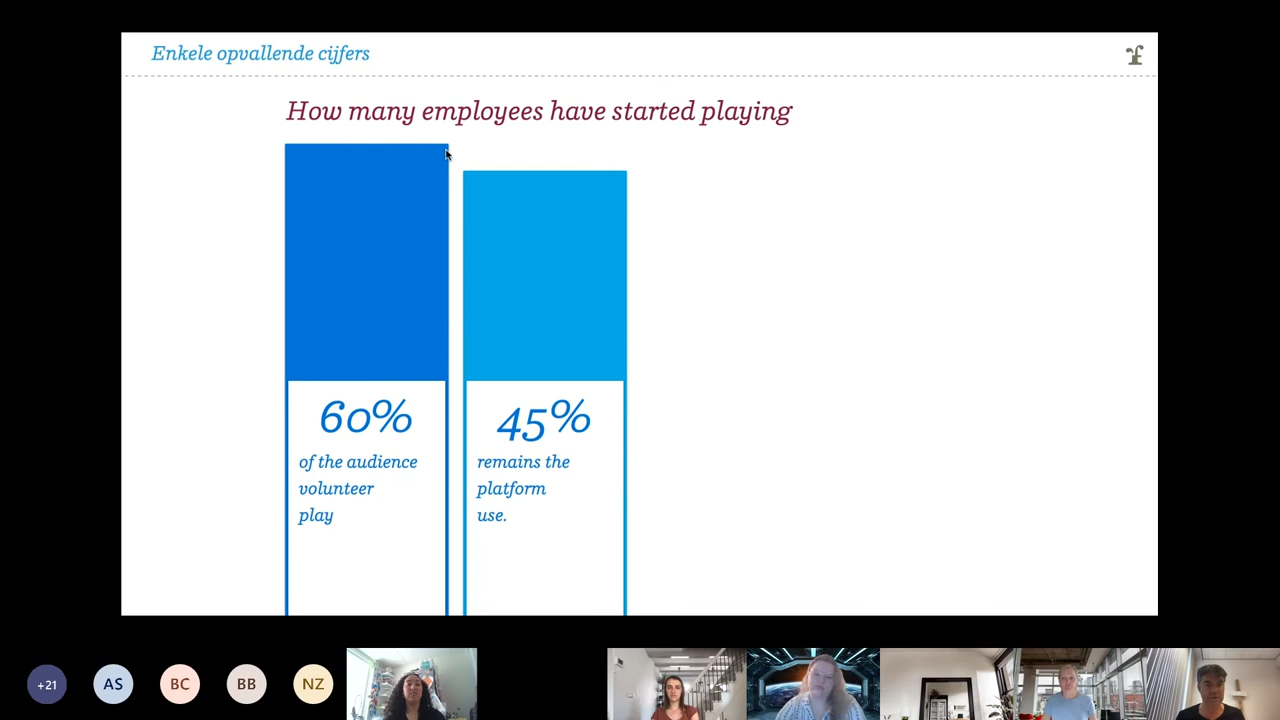 Enkele opvallende cijfers
How many employees have started playing
60%
of the audience
volunteer
play
45%
remains the
platform
use.
+21
AS
BC
BB
NZ